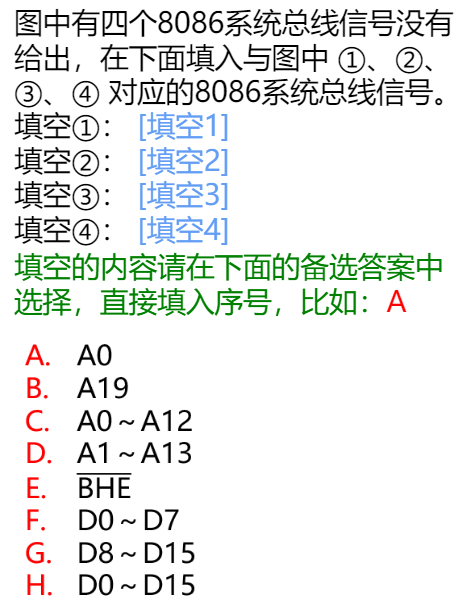 图中有四个8086系统总线信号没有
给出，在下面填入与图中 ①、②、
③、④ 对应的8086系统总线信号。
填空①： [填空1]
填空②： [填空2]
填空③： [填空3]
填空④： [填空4]
填空的内容请在下面的备选答案中
选择，直接填入序号，比如：A
A. A0
B. A19
C. A0～A12
D. A1～A13
E. B̅H̅E̅
F. D0～D7
G. D8～D15
H. D0～D15